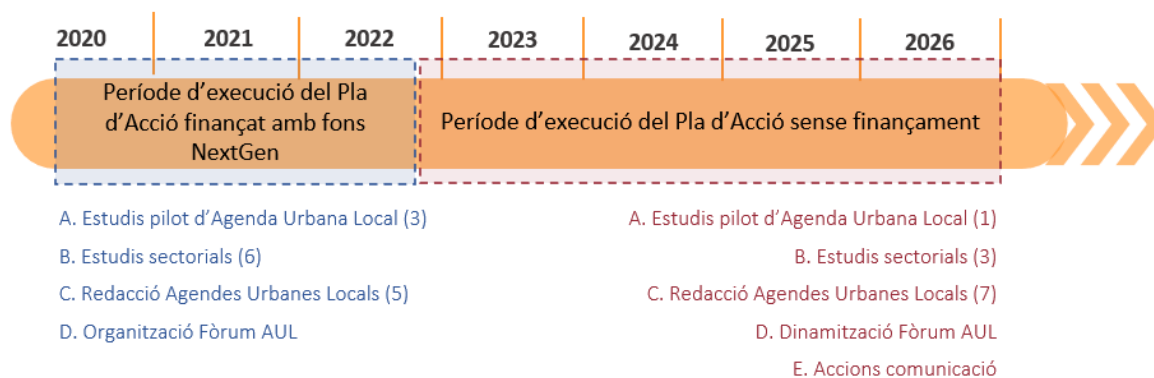 2020 2021 2022 2023 2024 2025 2026
Període d'execució del Pla
d'Acció finançat amb fons
NextGen
Període d'execució del Pla d'Acció sense finançament
A. Estudis pilot d'Agenda Urbana Local (3)
B. Estudis sectorials (6)
C. Redacció Agendes Urbanes Locals (5)
D. Organització Fòrum AUL
A. Estudis pilot d'Agenda Urbana Local (1)
B. Estudis sectorials (3)
C. Redacció Agendes Urbanes Locals (7)
D. Dinamització Fòrum AUL
E. Accions comunicació